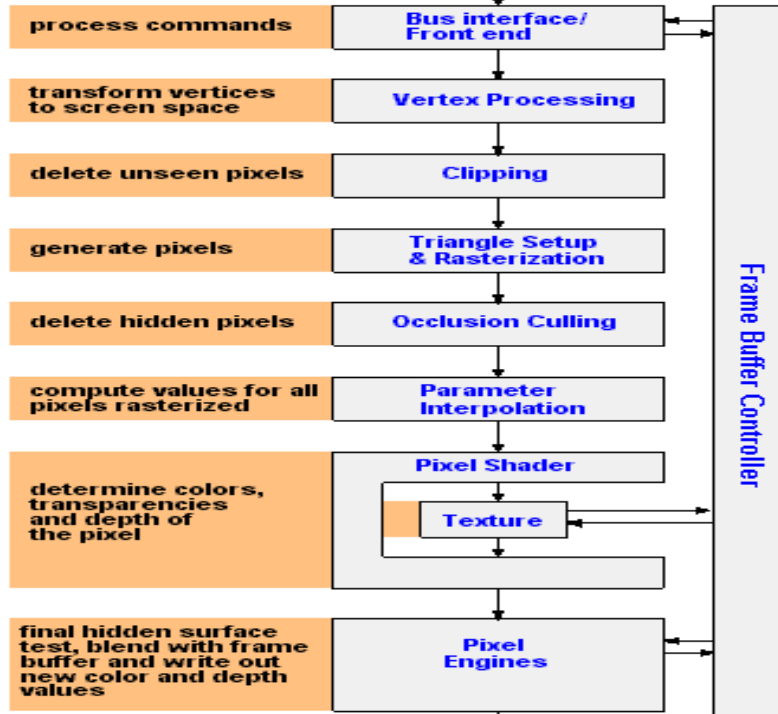 process commands
Bus interface/
Front end
transform vertices
to screen space
Vertex Processing
delete unseen pixels
Clipping
generate pixels
Triangle Setup
& Rasterization
delete hidden pixels
Occlusion Culling
compute values for all
pixels rasterized
Parameter
Interpolation
Pixel Shader
determine colors,
transparencies
and depth of
the pixel
Texture
final hidden surface
test, blend with frame
buffer and write out
new color and depth
values
Pixel
Engines
Frame Buffer Controller